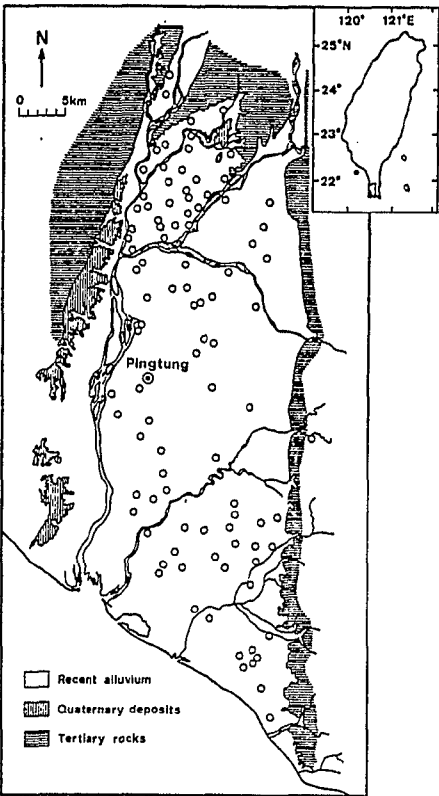 N
0 5km
120° 121°E
25°N
24°
23°
22°
Pingtung
Recent alluvium
Quaternary deposits
Tertiary rocks